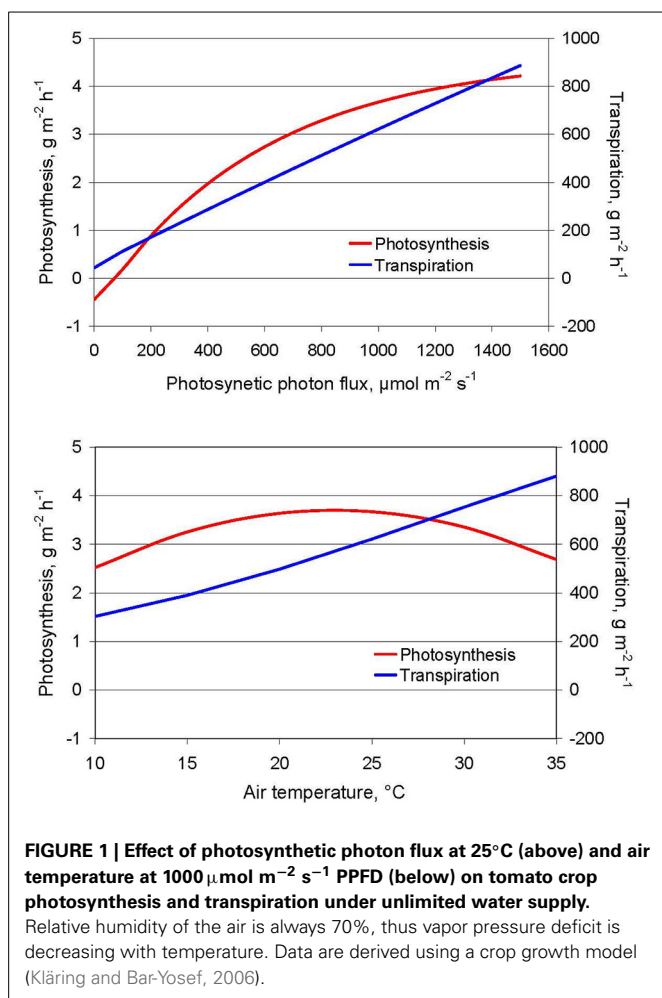 5
4
3
2
1
0
-1
Photosynthesis, g m⁻² h⁻¹
1000
800
600
400
200
0
-200
Transpiration, g m⁻² h⁻¹
Photosynthesis
Transpiration
0 200 400 600 800 1000 1200 1400 1600
Photosynetic photon flux, µmol m⁻² s⁻¹
5
4
3
2
1
0
-1
Photosynthesis, g m⁻² h⁻¹
1000
800
600
400
200
0
-200
Transpiration, g m⁻² h⁻¹
Photosynthesis
Transpiration
10 15 20 25 30 35
Air temperature, °C
FIGURE 1 | Effect of photosynthetic photon flux at 25°C (above) and air
temperature at 1000 µmol m⁻² s⁻¹ PPFD (below) on tomato crop
photosynthesis and transpiration under unlimited water supply.
Relative humidity of the air is always 70%, thus vapor pressure deficit is
decreasing with temperature. Data are derived using a crop growth model
(Kläring and Bar-Yosef, 2006).